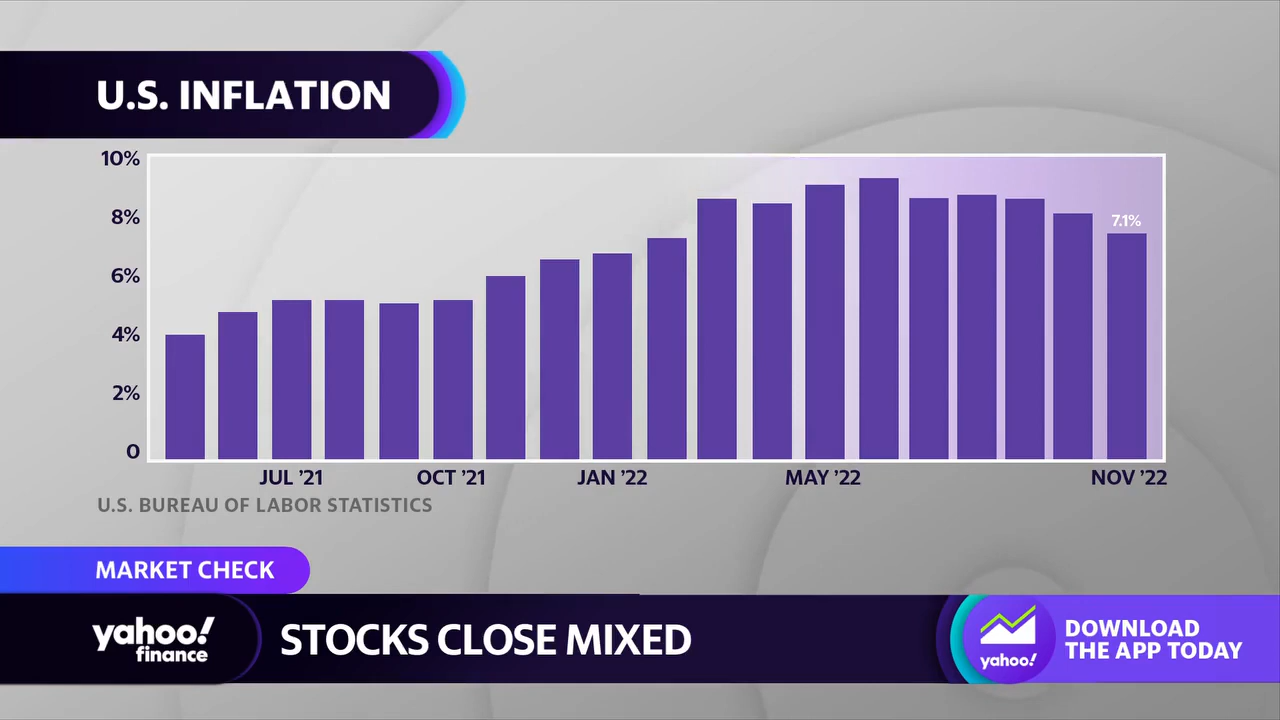 U.S. INFLATION
10%
8%
6%
4%
2%
0
7.1%
JUL ’21 OCT ’21 JAN ’22 MAY ’22 NOV ’22
U.S. BUREAU OF LABOR STATISTICS
MARKET CHECK
yahoo!
finance
STOCKS CLOSE MIXED
yahoo!
DOWNLOAD
THE APP TODAY